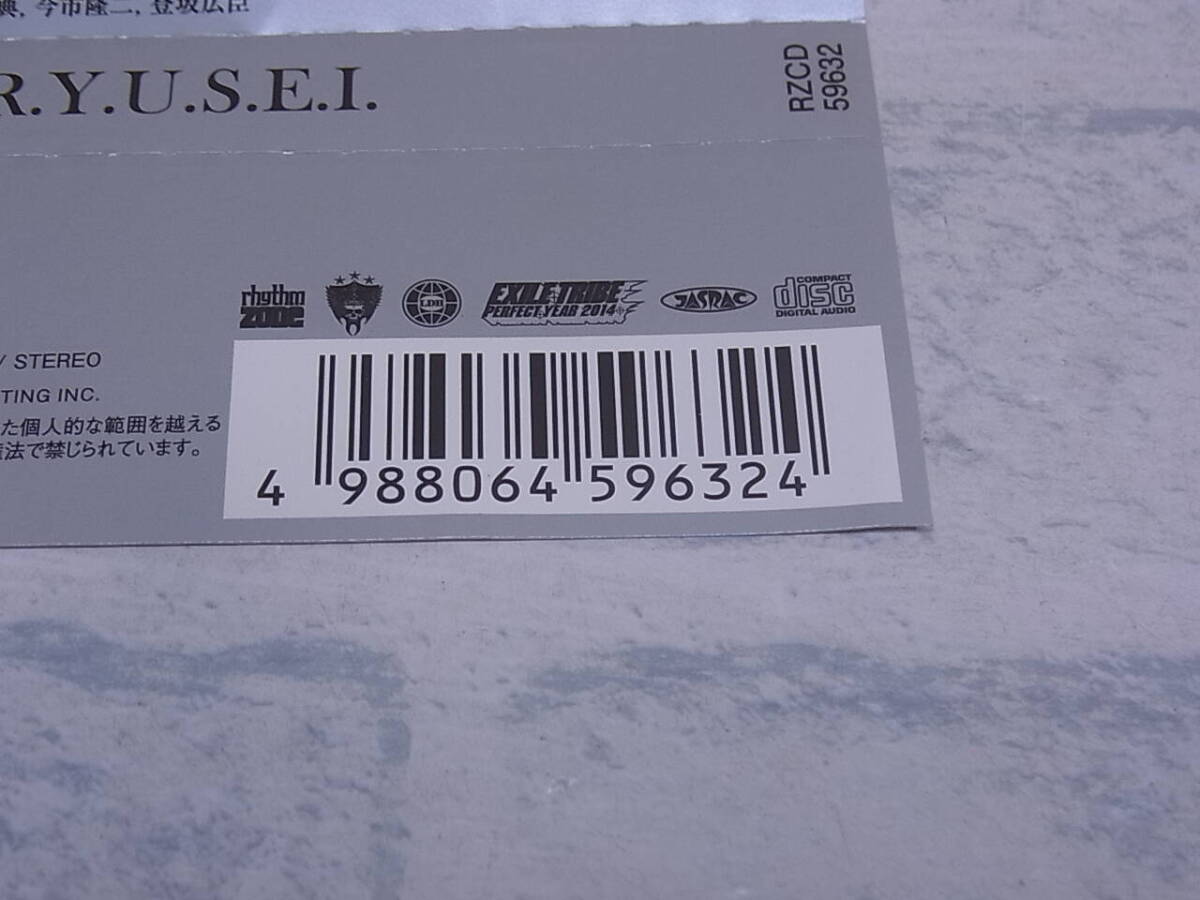 典, 今市隆二, 登坂広臣
R.Y.U.S.E.I.
RZCD
59632
rhythm
zone
LDH
EXILE TRIBE
PERFECT YEAR 2014
JASRAC
COMPACT
disc
DIGITAL AUDIO
/ STEREO
TING INC.
た個人的な範囲を越える
法で禁じられています。
4 988064 596324